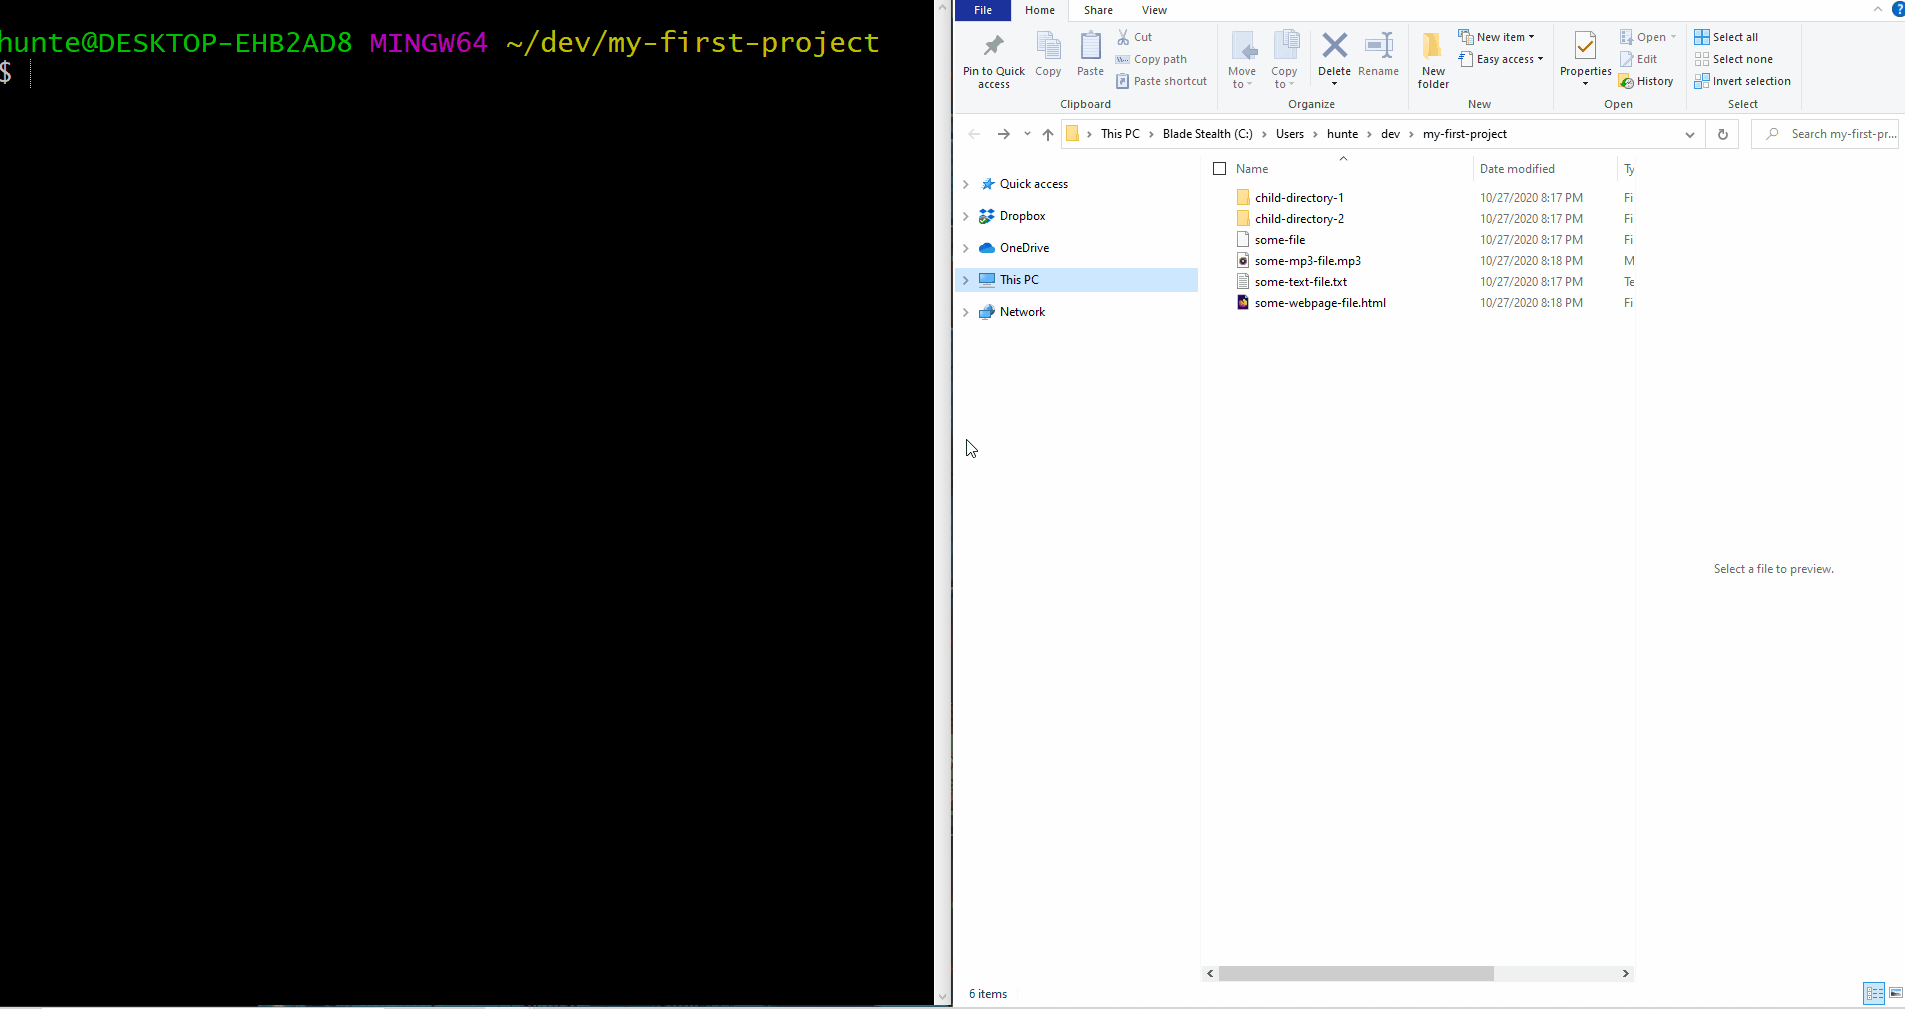 hunte@DESKTOP-EHB2AD8 MINGW64 ~/dev/my-first-project
$
File Home Share View
Pin to Quick access
Copy
Paste
Cut
Copy path
Paste shortcut
Clipboard
Move to
Copy to
Delete
Rename
Organize
New folder
New item
Easy access
New
Properties
Open
Edit
History
Open
Select all
Select none
Invert selection
Select
This PC > Blade Stealth (C:) > Users > hunte > dev > my-first-project
Search my-first-pr...
Quick access
Dropbox
OneDrive
This PC
Network
Name Date modified Ty
child-directory-1 10/27/2020 8:17 PM Fi
child-directory-2 10/27/2020 8:17 PM Fi
some-file 10/27/2020 8:17 PM Fi
some-mp3-file.mp3 10/27/2020 8:18 PM M
some-text-file.txt 10/27/2020 8:17 PM Te
some-webpage-file.html 10/27/2020 8:18 PM Fi
Select a file to preview.
6 items